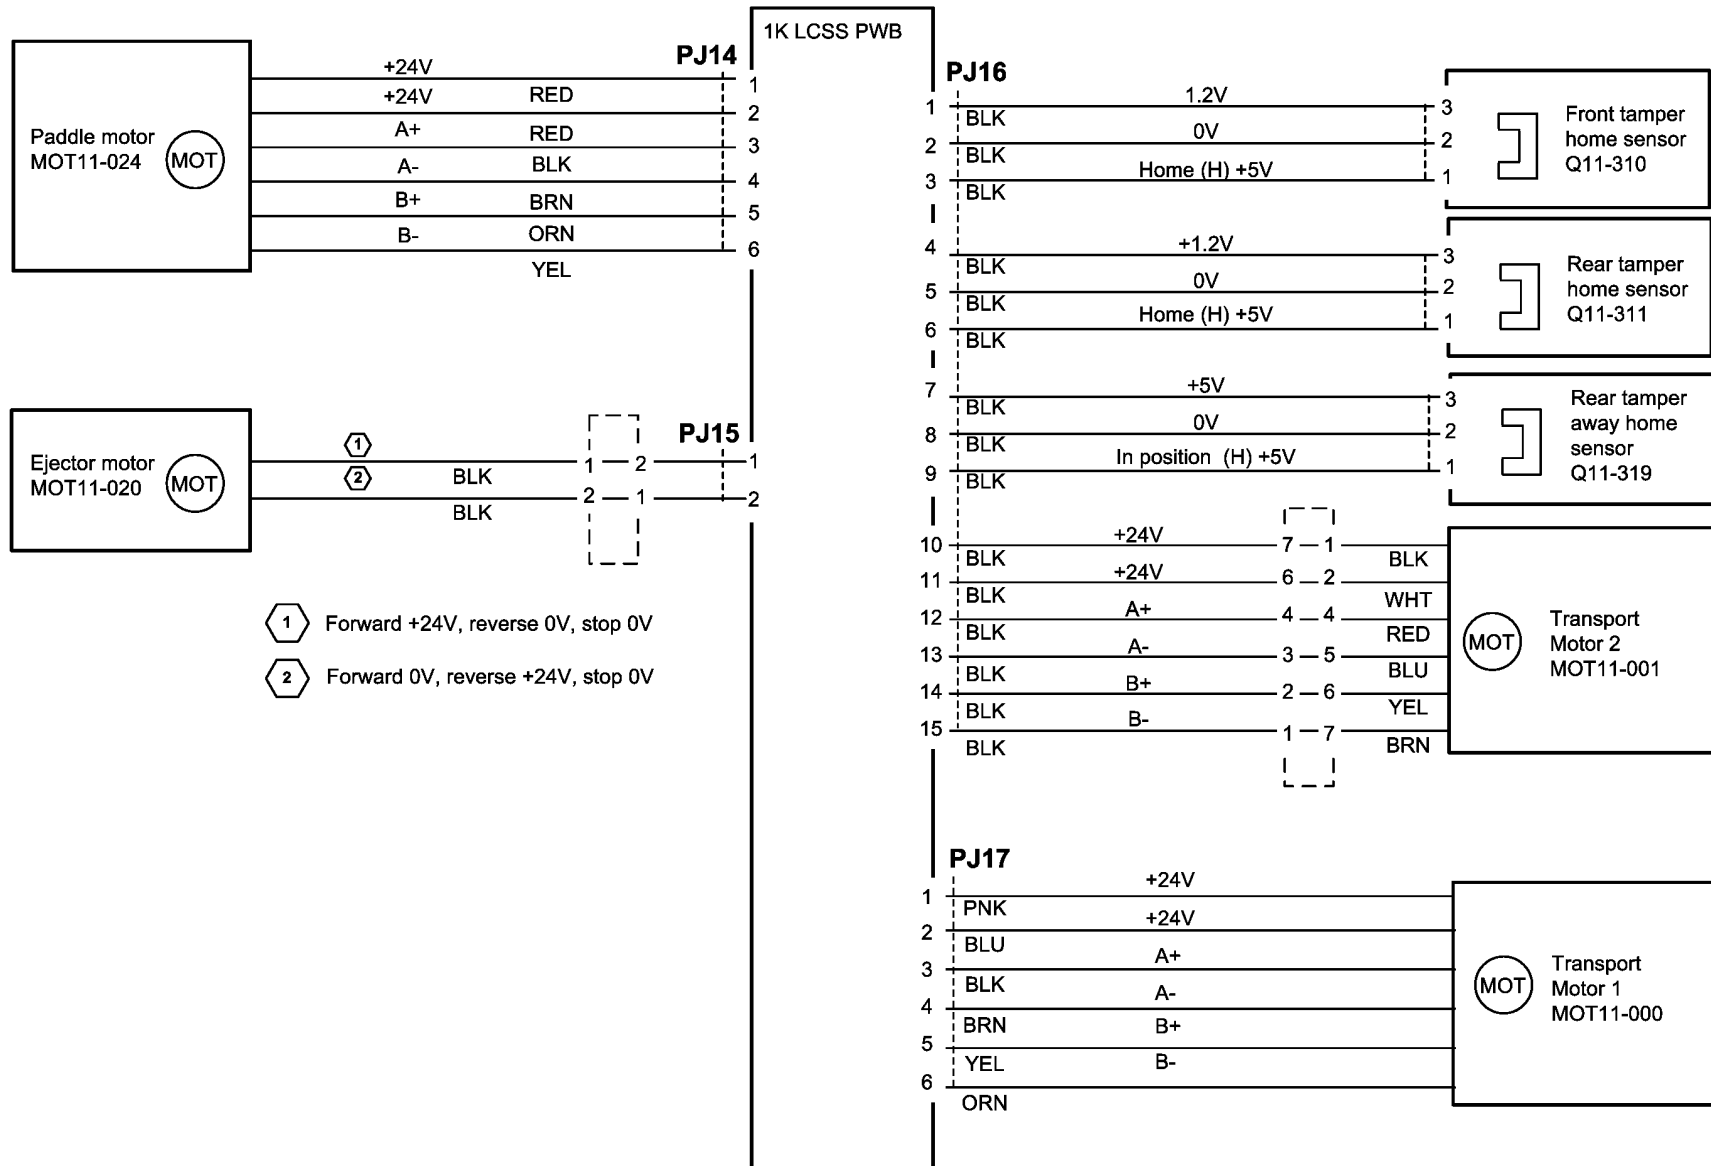 1K LCSS PWB
PJ14
Paddle motor
MOT11-024
MOT
+24V
1
+24V RED
2
A+ RED
3
A- BLK
4
B+ BRN
5
B- ORN
6
YEL
PJ15
Ejector motor
MOT11-020
MOT
1
1 2 1
2 BLK
2 1 2
BLK
1 Forward +24V, reverse 0V, stop 0V
2 Forward 0V, reverse +24V, stop 0V
PJ16
1 1.2V 3
BLK
2 0V 2
BLK
3 Home (H) +5V 1
BLK
Front tamper
home sensor
Q11-310
4 +1.2V 3
BLK
5 0V 2
BLK
6 Home (H) +5V 1
BLK
Rear tamper
home sensor
Q11-311
7 +5V 3
BLK
8 0V 2
BLK
9 In position (H) +5V 1
BLK
Rear tamper
away home
sensor
Q11-319
10 +24V 7 1
BLK BLK
11 +24V 6 2
BLK WHT
12 A+ 4 4
BLK RED
13 A- 3 5
BLK BLU
14 B+ 2 6
BLK YEL
15 B- 1 7
BLK BRN
MOT
Transport
Motor 2
MOT11-001
PJ17
1 +24V
PNK
2 +24V
BLU
3 A+
BLK
4 A-
BRN
5 B+
YEL
6 B-
ORN
MOT
Transport
Motor 1
MOT11-000